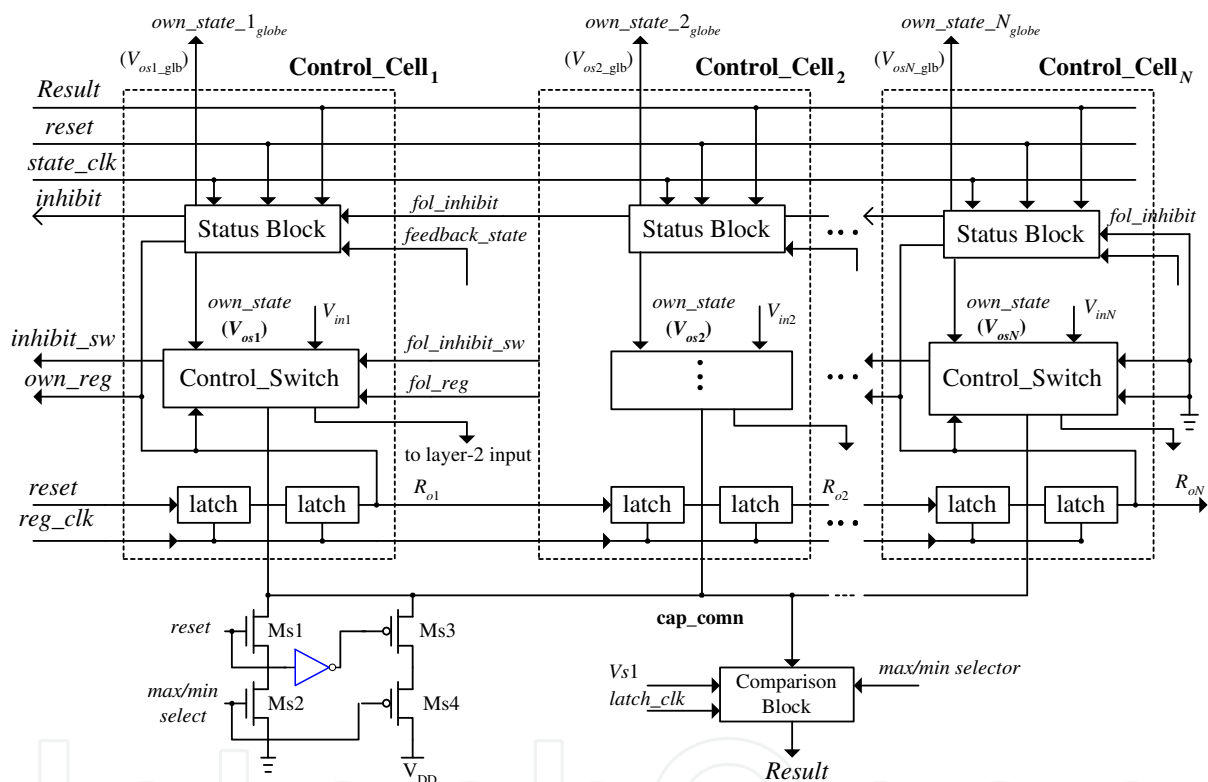 own_state_1globe own_state_2globe own_state_Nglobe
(Vos1_glb) (Vos2_glb) (VosN_glb)
Control_Cell1 Control_Cell2 Control_CellN
Result
reset
state_clk
inhibit fol_inhibit fol_inhibit
Status Block Status Block Status Block
feedback_state
own_state own_state own_state
(Vos1) Vin1 (Vos2) Vin2 (VosN) VinN
inhibit_sw fol_inhibit_sw
own_reg Control_Switch fol_reg Control_Switch
to layer-2 input
reset Ro1 Ro2 RoN
latch latch latch latch latch latch
reg_clk
cap_comn
reset Ms1 Ms3
max/min
select Ms2 Ms4
VDD
Vs1 max/min selector
latch_clk
Comparison
Block
Result